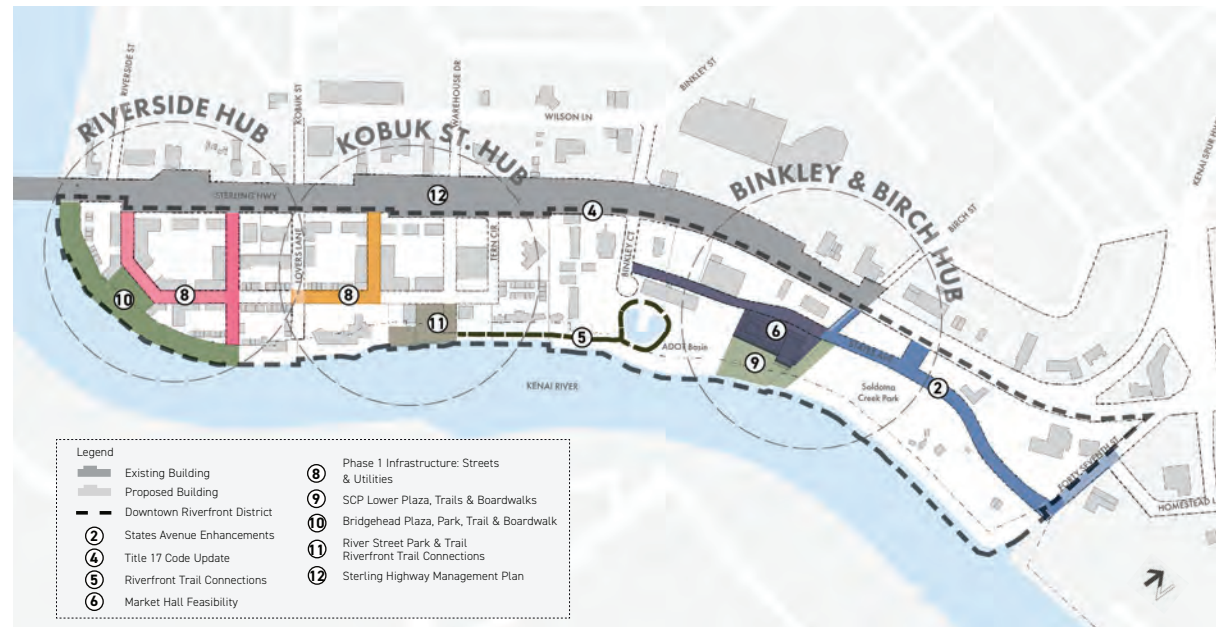 RIVERSIDE ST
KOBUK ST
WAREHOUSE DR
BINKLEY ST
WILSON LN
KENAI SPUR
RIVERSIDE HUB
KOBUK ST. HUB
BINKLEY & BIRCH HUB
BIRCH ST
STERLING HWY
12
4
LOVERS LANE
TERN CIR
BINKLEY CT
10
8
8
11
5
6
9
ADOT Basin
KENAI RIVER
Soldotna
Creek Park
2
FORTY-SEVENTH ST
HOMESTEAD L
Legend
Existing Building
Proposed Building
Downtown Riverfront District
2 States Avenue Enhancements
4 Title 17 Code Update
5 Riverfront Trail Connections
6 Market Hall Feasibility
8 Phase 1 Infrastructure: Streets
& Utilities
9 SCP Lower Plaza, Trails & Boardwalks
10 Bridgehead Plaza, Park, Trail & Boardwalk
11 River Street Park & Trail
Riverfront Trail Connections
12 Sterling Highway Management Plan